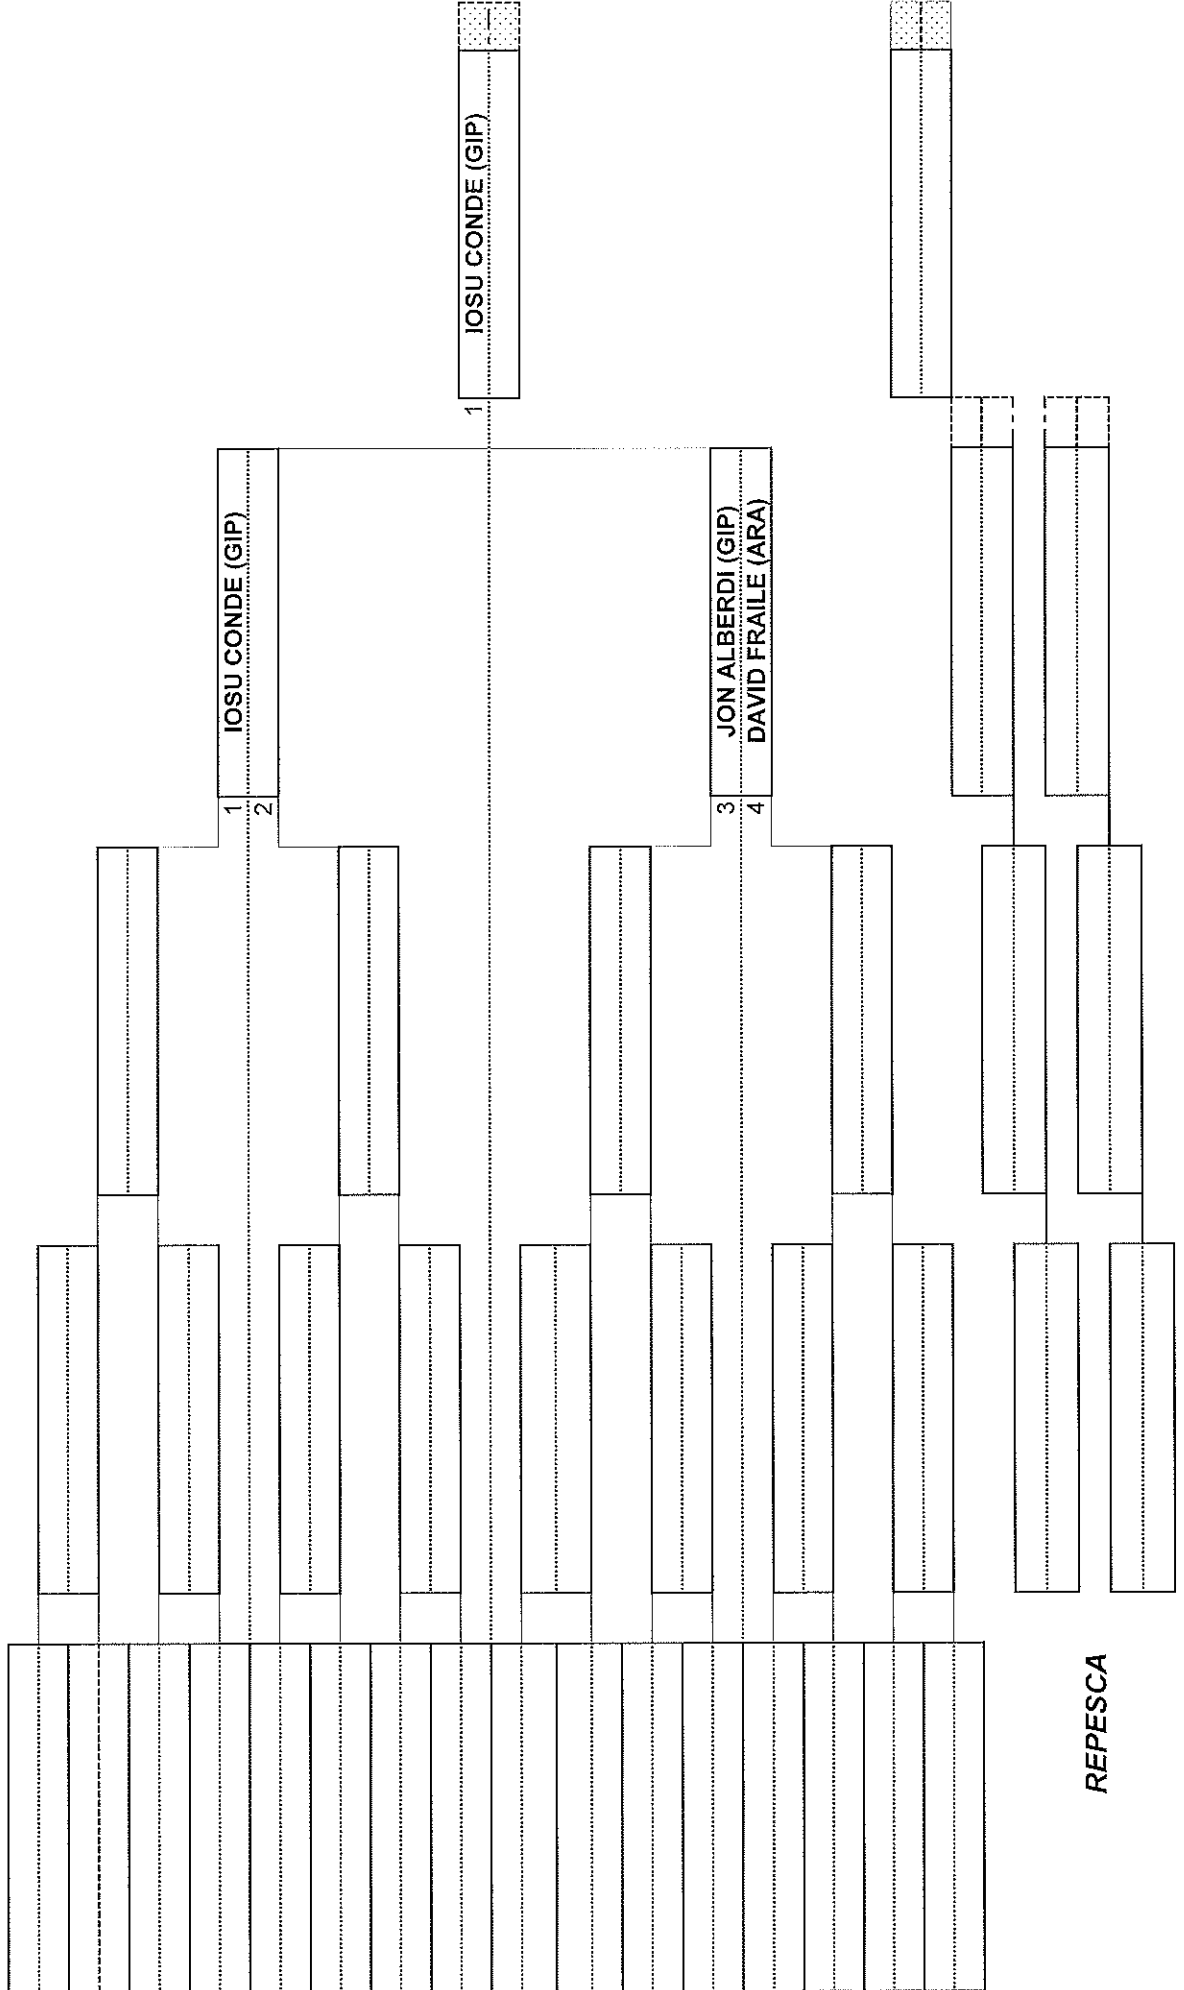 1
IOSU CONDE (GIP)
2
3
JON ALBERDI (GIP)
4
DAVID FRAILE (ARA)
1
IOSU CONDE (GIP)
REPESCA